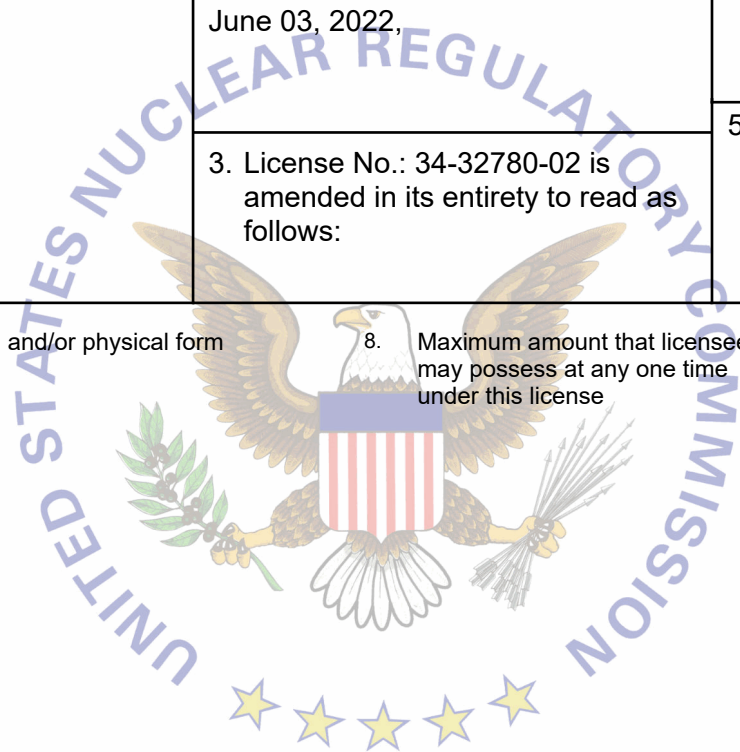 June 03, 2022,
5
3. License No.: 34-32780-02 is
amended in its entirety to read as
follows:
and/or physical form
8. Maximum amount that licensee
may possess at any one time
under this license
UNITED STATES NUCLEAR REGULATORY COMMISSION